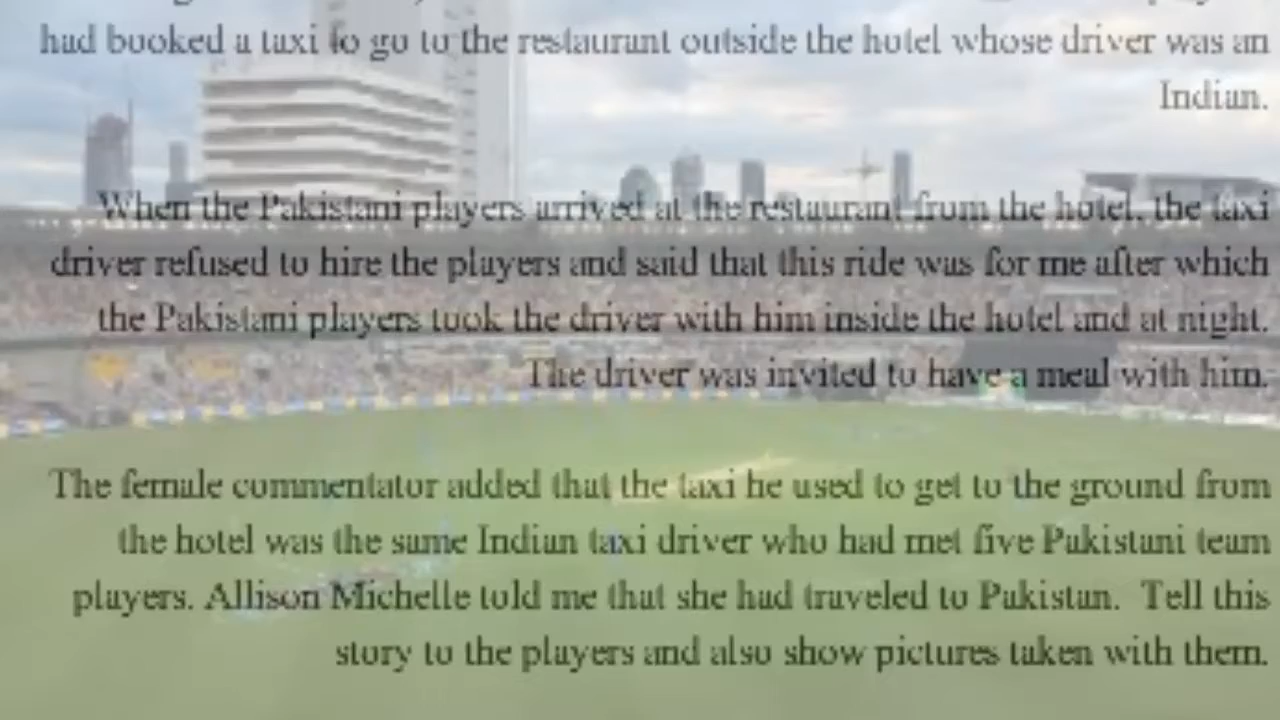 had booked a taxi to go to the restaurant outside the hotel whose driver was an
Indian.
When the Pakistani players arrived at the restaurant from the hotel, the taxi
driver refused to hire the players and said that this ride was for me after which
the Pakistani players took the driver with him inside the hotel and at night.
The driver was invited to have a meal with him.
The female commentator added that the taxi he used to get to the ground from
the hotel was the same Indian taxi driver who had met five Pakistani team
players. Allison Michelle told me that she had traveled to Pakistan. Tell this
story to the players and also show pictures taken with them.